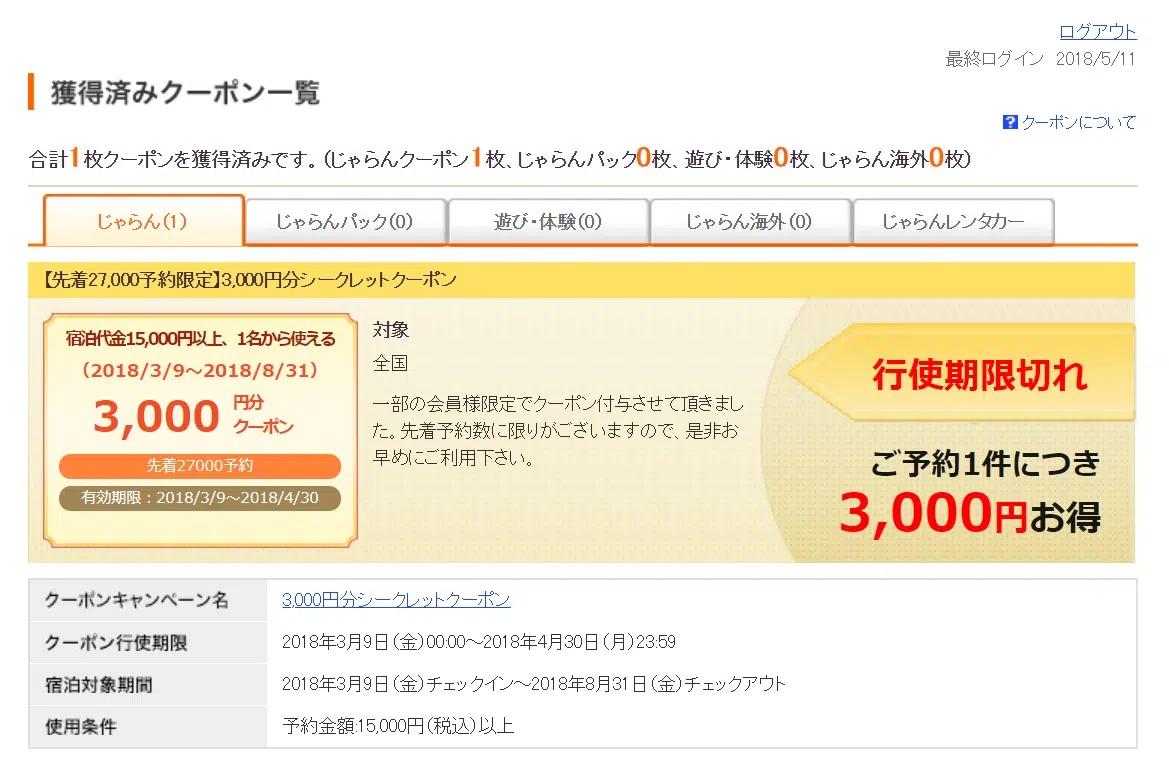 ログアウト
最終ログイン 2018/5/11
獲得済みクーポン一覧
?クーポンについて
合計1枚クーポンを獲得済みです。(じゃらんクーポン1枚、じゃらんパック0枚、遊び・体験0枚、じゃらん海外0枚)
じゃらん(1) じゃらんパック(0) 遊び・体験(0) じゃらん海外(0) じゃらんレンタカー
【先着27,000予約限定】3,000円分シークレットクーポン
宿泊代金15,000円以上、1名から使える
（2018/3/9～2018/8/31）
3,000 円分クーポン
先着27000予約
有効期限：2018/3/9～2018/4/30
対象
全国
一部の会員様限定でクーポン付与させて頂きまし
た。先着予約数に限りがございますので、是非お
早めにご利用下さい。
行使期限切れ
ご予約1件につき
3,000円お得
クーポンキャンペーン名 3,000円分シークレットクーポン
クーポン行使期限 2018年3月9日(金)00:00～2018年4月30日(月)23:59
宿泊対象期間 2018年3月9日(金)チェックイン～2018年8月31日(金)チェックアウト
使用条件 予約金額:15,000円(税込)以上